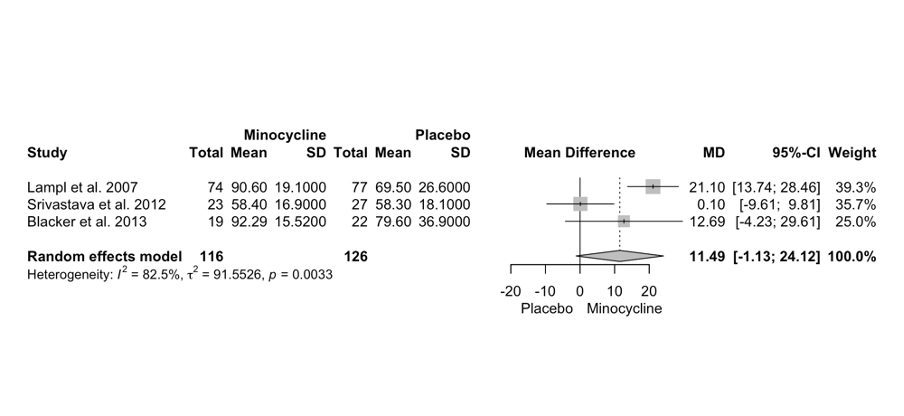 Minocycline Placebo
Study Total Mean SD Total Mean SD Mean Difference MD 95%-CI Weight
Lampl et al. 2007 74 90.60 19.1000 77 69.50 26.6000 21.10 [13.74; 28.46] 39.3%
Srivastava et al. 2012 23 58.40 16.9000 27 58.30 18.1000 0.10 [-9.61; 9.81] 35.7%
Blacker et al. 2013 19 92.29 15.5200 22 79.60 36.9000 12.69 [-4.23; 29.61] 25.0%
Random effects model 116 126 11.49 [-1.13; 24.12] 100.0%
Heterogeneity: I² = 82.5%, τ² = 91.5526, p = 0.0033
-20 -10 0 10 20
Placebo Minocycline